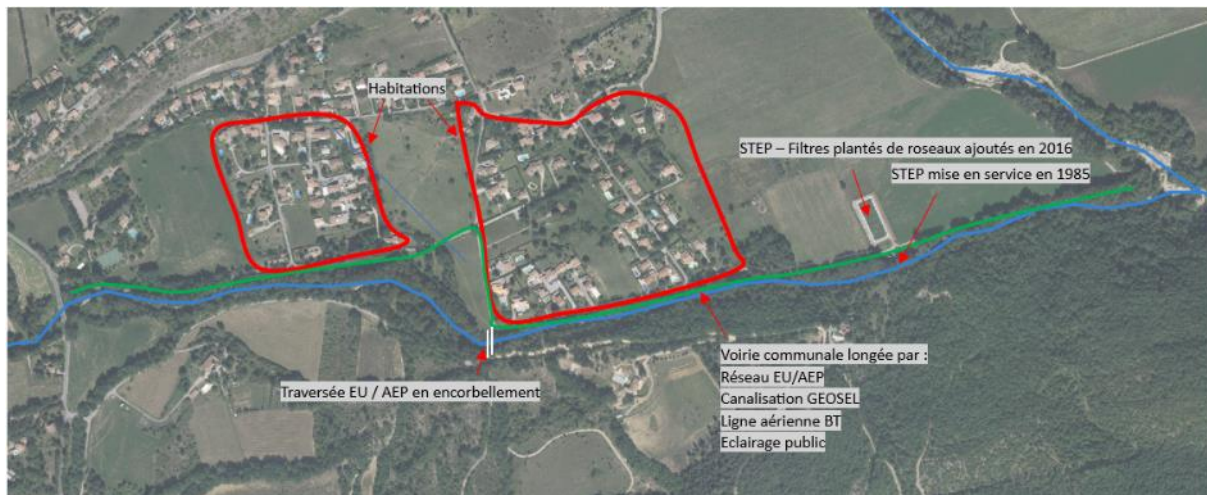 Habitations
STEP – Filtres plantés de roseaux ajoutés en 2016
STEP mise en service en 1985
Traversée EU / AEP en encorbellement
Voirie communale longée par :
Réseau EU/AEP
Canalisation GEOSEL
Ligne aérienne BT
Eclairage public